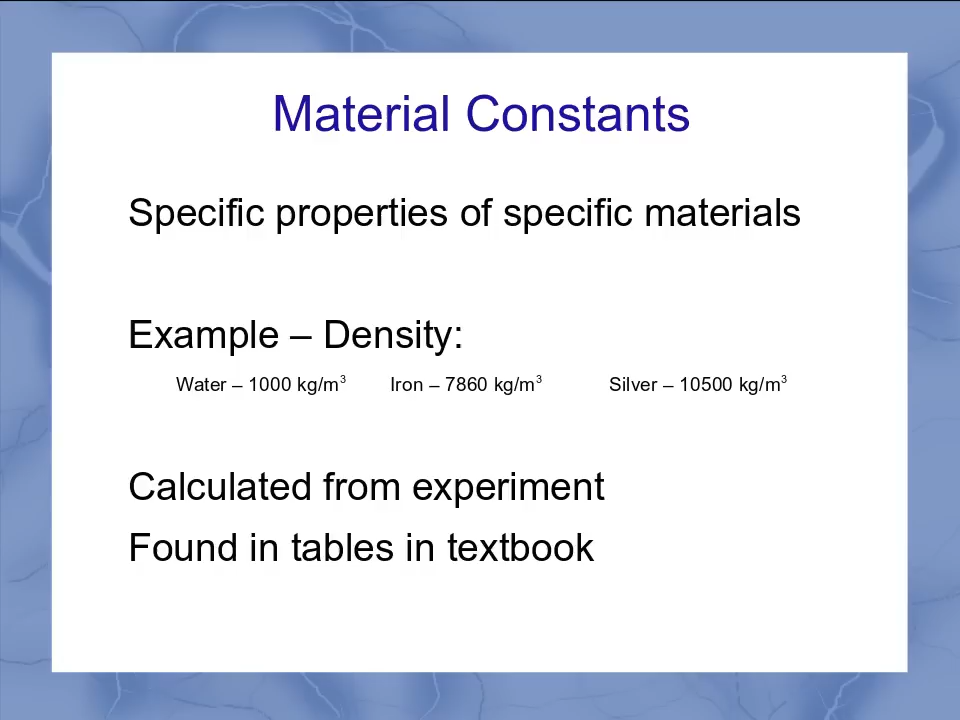 Material Constants
Specific properties of specific materials
Example – Density:
Water – 1000 kg/m³ Iron – 7860 kg/m³ Silver – 10500 kg/m³
Calculated from experiment
Found in tables in textbook